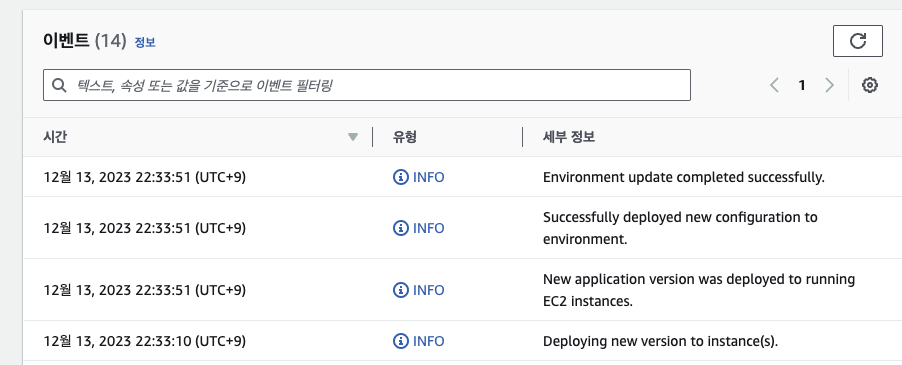 이벤트 (14) 정보
텍스트, 속성 또는 값을 기준으로 이벤트 필터링
1
시간 유형 세부 정보
12월 13, 2023 22:33:51 (UTC+9) INFO Environment update completed successfully.
12월 13, 2023 22:33:51 (UTC+9) INFO Successfully deployed new configuration to
environment.
12월 13, 2023 22:33:51 (UTC+9) INFO New application version was deployed to running
EC2 instances.
12월 13, 2023 22:33:10 (UTC+9) INFO Deploying new version to instance(s).